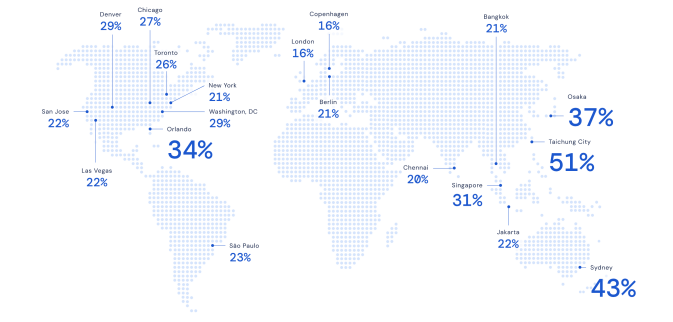 Denver
29%
Chicago
27%
Toronto
26%
New York
21%
Washington, DC
29%
San Jose
22%
Orlando
34%
Las Vegas
22%
São Paulo
23%
Copenhagen
16%
London
16%
Berlin
21%
Bangkok
21%
Osaka
37%
Taichung City
51%
Chennai
20%
Singapore
31%
Jakarta
22%
Sydney
43%